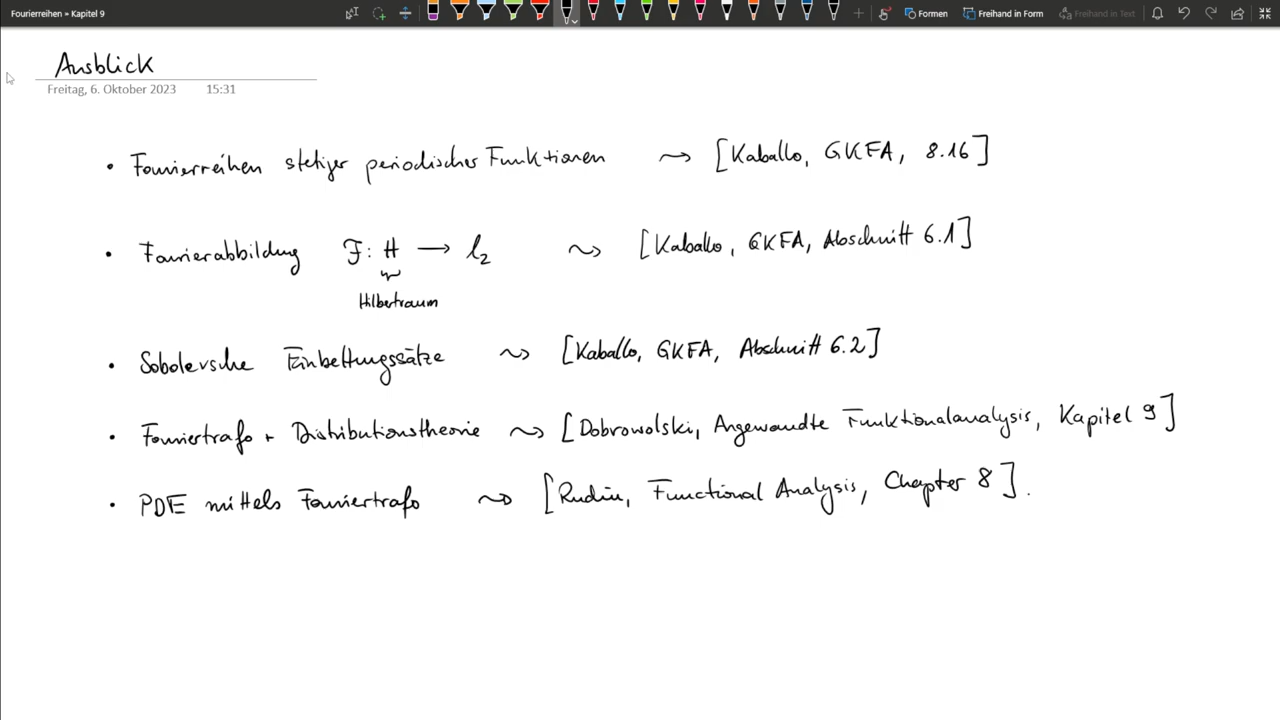 Fourierreihen » Kapitel 9
Formen
Freihand in Form
Freihand in Text
Ausblick
Freitag, 6. Oktober 2023 15:31
• Fourierreihen stetiger periodischer Funktionen ⇝ [Kaballo, GKFA, 8.16]
• Fourierabbildung F: H → l₂ ⇝ [Kaballo, GKFA, Abschnitt 6.1]
Hilbertraum
• Sobolevsche Einbettungssätze ⇝ [Kaballo, GKFA, Abschnitt 6.2]
• Fouriertrafo + Distributionstheorie ⇝ [Dobrowolski, Angewandte Funktionalanalysis, Kapitel 9]
• PDE mittels Fouriertrafo ⇝ [Rudin, Functional Analysis, Chapter 8].